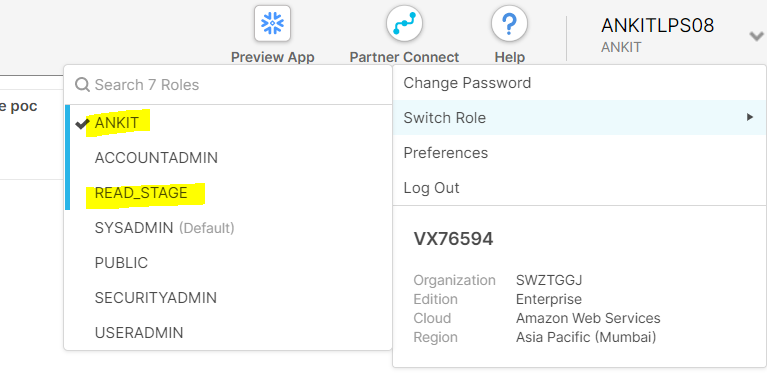 ANKITLPS08
ANKIT
Preview App
Partner Connect
Help
e poc
Search 7 Roles
ANKIT
ACCOUNTADMIN
READ_STAGE
SYSADMIN (Default)
PUBLIC
SECURITYADMIN
USERADMIN
Change Password
Switch Role
Preferences
Log Out
VX76594
Organization SWZTGGJ
Edition Enterprise
Cloud Amazon Web Services
Region Asia Pacific (Mumbai)